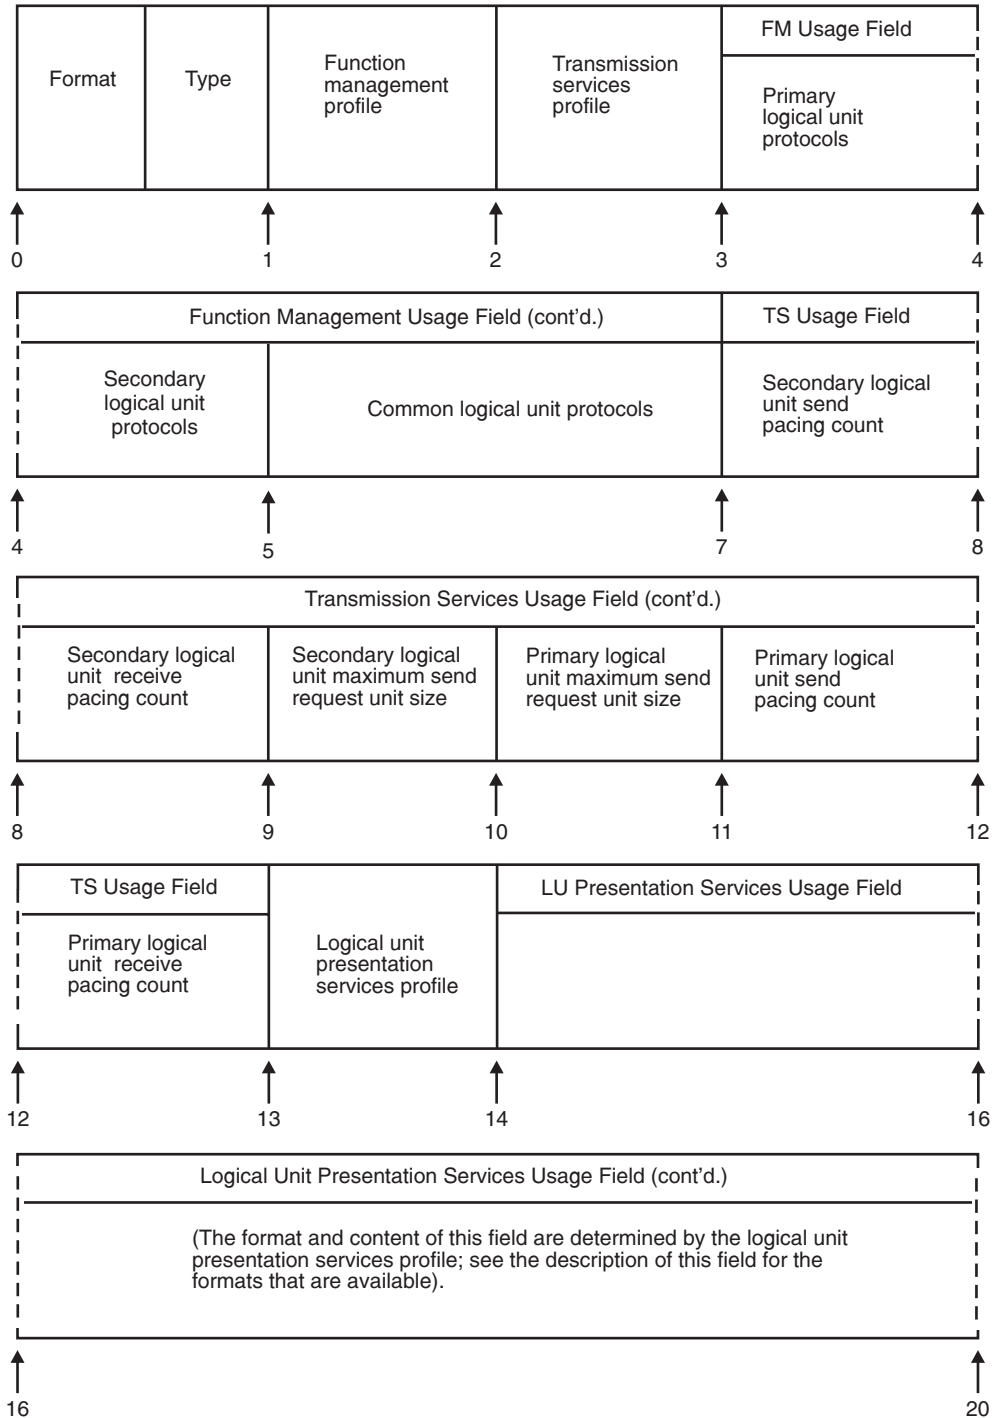 FM Usage Field
Format
Type
Function
management
profile
Transmission
services
profile
Primary
logical unit
protocols
0
1
2
3
4
Function Management Usage Field (cont'd.)
TS Usage Field
Secondary
logical unit
protocols
Common logical unit protocols
Secondary logical
unit send
pacing count
4
5
7
8
Transmission Services Usage Field (cont'd.)
Secondary logical
unit receive
pacing count
Secondary logical
unit maximum send
request unit size
Primary logical
unit maximum send
request unit size
Primary logical
unit send
pacing count
8
9
10
11
12
TS Usage Field
LU Presentation Services Usage Field
Primary logical
unit receive
pacing count
Logical unit
presentation
services profile
12
13
14
16
Logical Unit Presentation Services Usage Field (cont'd.)
(The format and content of this field are determined by the logical unit
presentation services profile; see the description of this field for the
formats that are available).
16
20